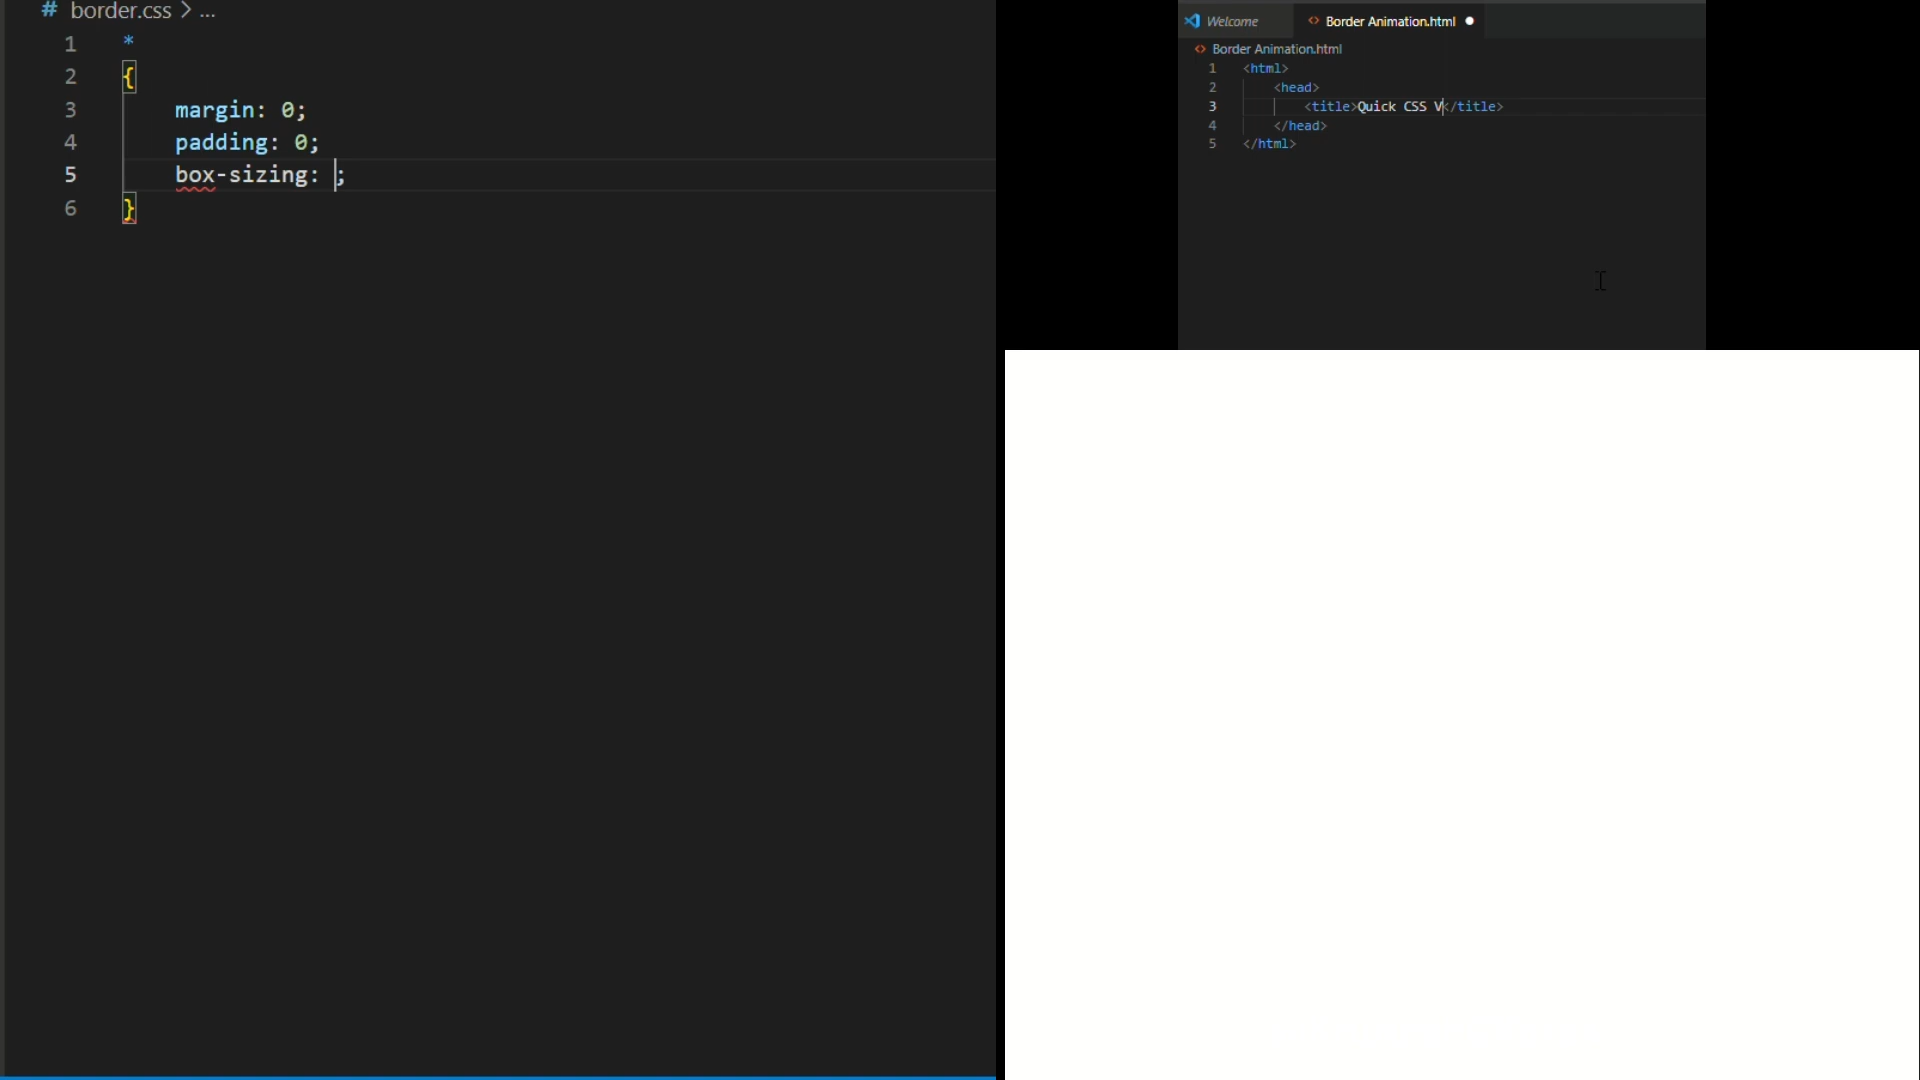 # border.css > ...
1 *
2 {
3 margin: 0;
4 padding: 0;
5 box-sizing: ;
6 }
Welcome
<> Border Animation.html ●
<> Border Animation.html
1 <html>
2 <head>
3 <title>Quick CSS V</title>
4 </head>
5 </html>